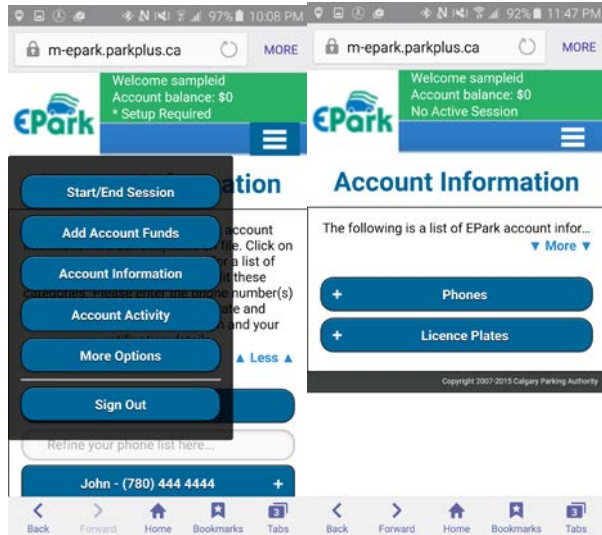 97% 10:08 PM
m-epark.parkplus.ca
MORE
EPark
Welcome sampleid
Account balance: $0
* Setup Required
Start/End Session
Add Account Funds
Account Information
Account Activity
More Options
Sign Out
ation
account
file. Click on
for a list of
these
number(s)
and
and your
▲ Less ▲
Refine your phone list here...
John - (780) 444 4444 +
Back
Forward
Home
Bookmarks
3
Tabs
92% 11:47 PM
m-epark.parkplus.ca
MORE
EPark
Welcome sampleid
Account balance: $0
No Active Session
Account Information
The following is a list of EPark account infor...
▼ More ▼
+ Phones
+ Licence Plates
Copyright 2007-2015 Calgary Parking Authority
Back
Forward
Home
Bookmarks
3
Tabs